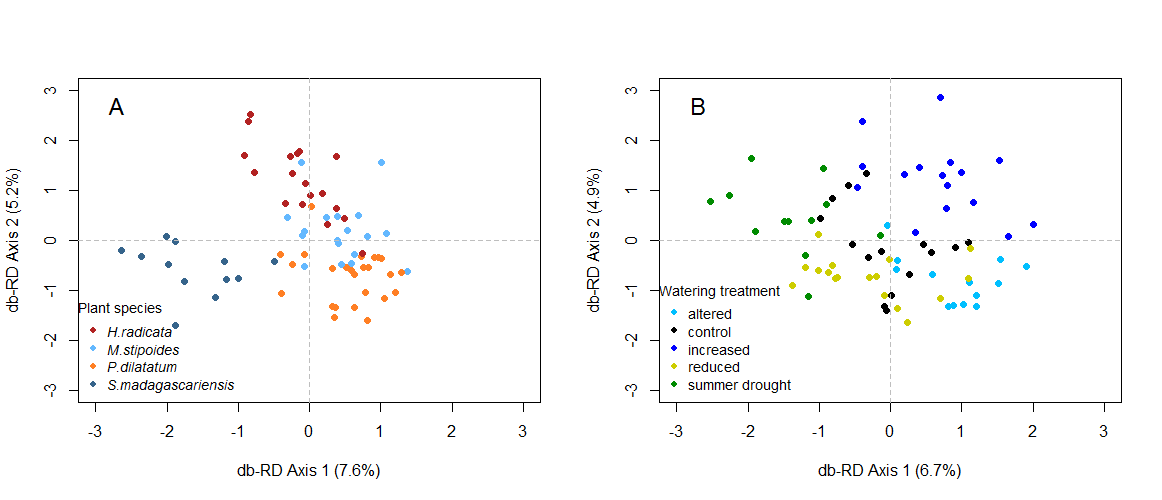 A
db-RD Axis 2 (5.2%)
3
2
1
0
-1
-2
-3
Plant species
H.radicata
M.stipoides
P.dilatatum
S.madagascariensis
-3
-2
-1
0
1
2
3
db-RD Axis 1 (7.6%)
B
db-RD Axis 2 (4.9%)
3
2
1
0
-1
-2
-3
Watering treatment
altered
control
increased
reduced
summer drought
-3
-2
-1
0
1
2
3
db-RD Axis 1 (6.7%)